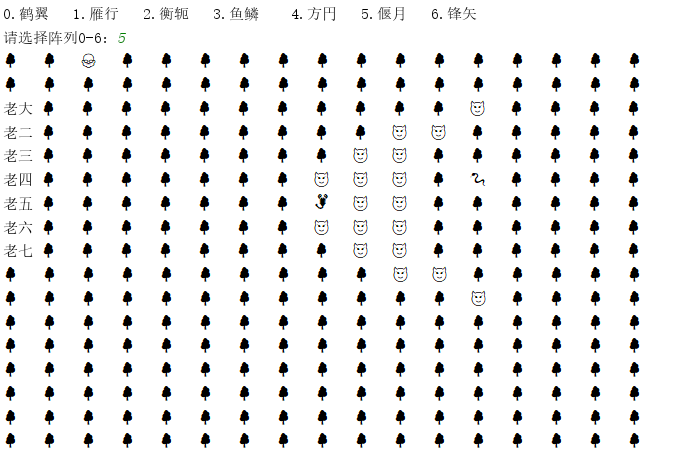 0.鹤翼 1.雁行 2.衡轭 3.鱼鳞 4.方円 5.偃月 6.锋矢
请选择阵列0-6: 5
老大
老二
老三
老四
老五
老六
老七